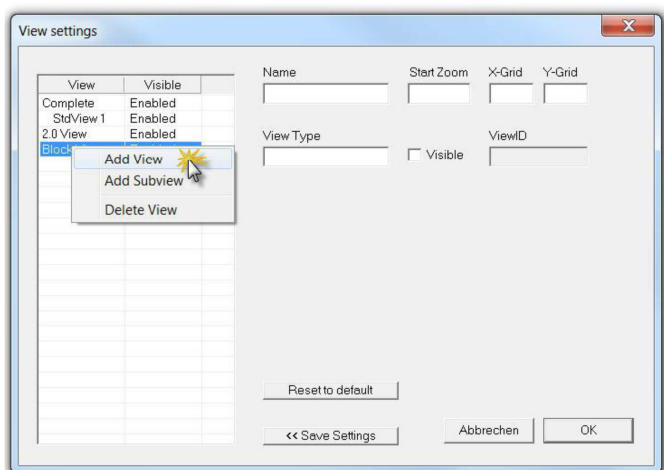 View settings
View Visible
Complete Enabled
StdView 1 Enabled
2.0 View Enabled
Block
Add View
Add Subview
Delete View
Name Start Zoom X-Grid Y-Grid
View Type ViewID
Visible
Reset to default
<< Save Settings Abbrechen OK